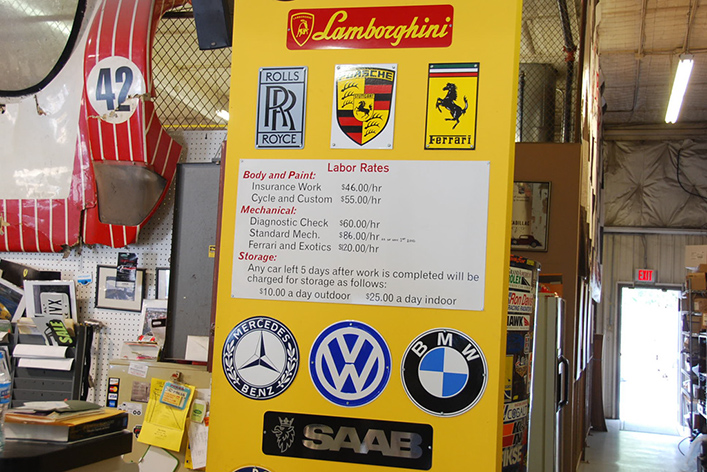 Lamborghini
42
ROLLS
RR
ROYCE
PORSCHE
Ferrari
Labor Rates
Body and Paint:
Insurance Work $46.00/hr
Cycle and Custom $55.00/hr
Mechanical:
Diagnostic Check $60.00/hr
Standard Mech. $86.00/hr
Ferrari and Exotics $120.00/hr
Storage:
Any car left 5 days after work is completed will be
charged for storage as follows:
$10.00 a day outdoor $25.00 a day indoor
EXIT
MERCEDES
BENZ
VW
BMW
SAAB